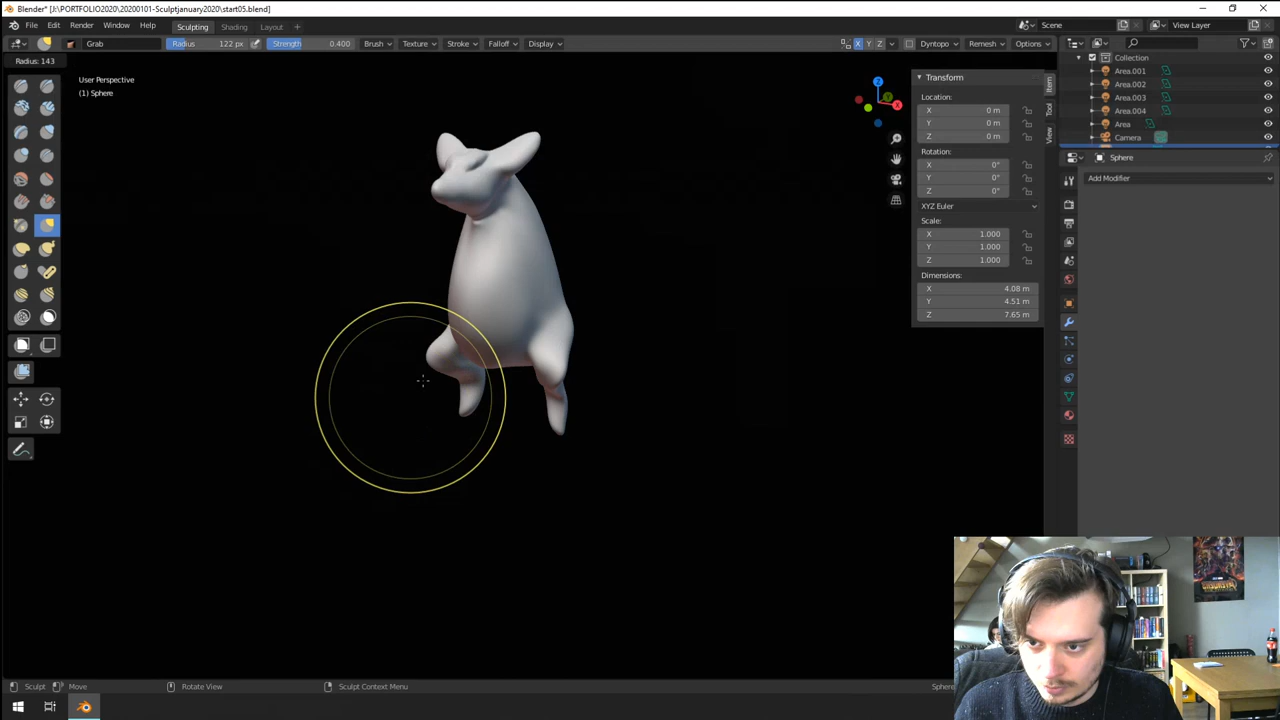 Blender* [J:\PORTFOLIO2020\20200101-Sculptjanuary2020\start05.blend]
File Edit Render Window Help Sculpting Shading Layout Scene View Layer
Grab Radius 122 px Strength 0.400 Brush Texture Stroke Falloff Display X Y Z Dyntopo Remesh Options
Radius: 143
User Perspective
(1) Sphere
Z
Y
X
Item
Tool
View
Transform
Location:
X 0 m
Y 0 m
Z 0 m
Rotation:
X 0°
Y 0°
Z 0°
XYZ Euler
Scale:
X 1.000
Y 1.000
Z 1.000
Dimensions:
X 4.08 m
Y 4.51 m
Z 7.65 m
Collection
Area.001
Area.002
Area.003
Area.004
Area
Camera
Sphere
Add Modifier
Sculpt Move Rotate View Sculpt Context Menu Sphere